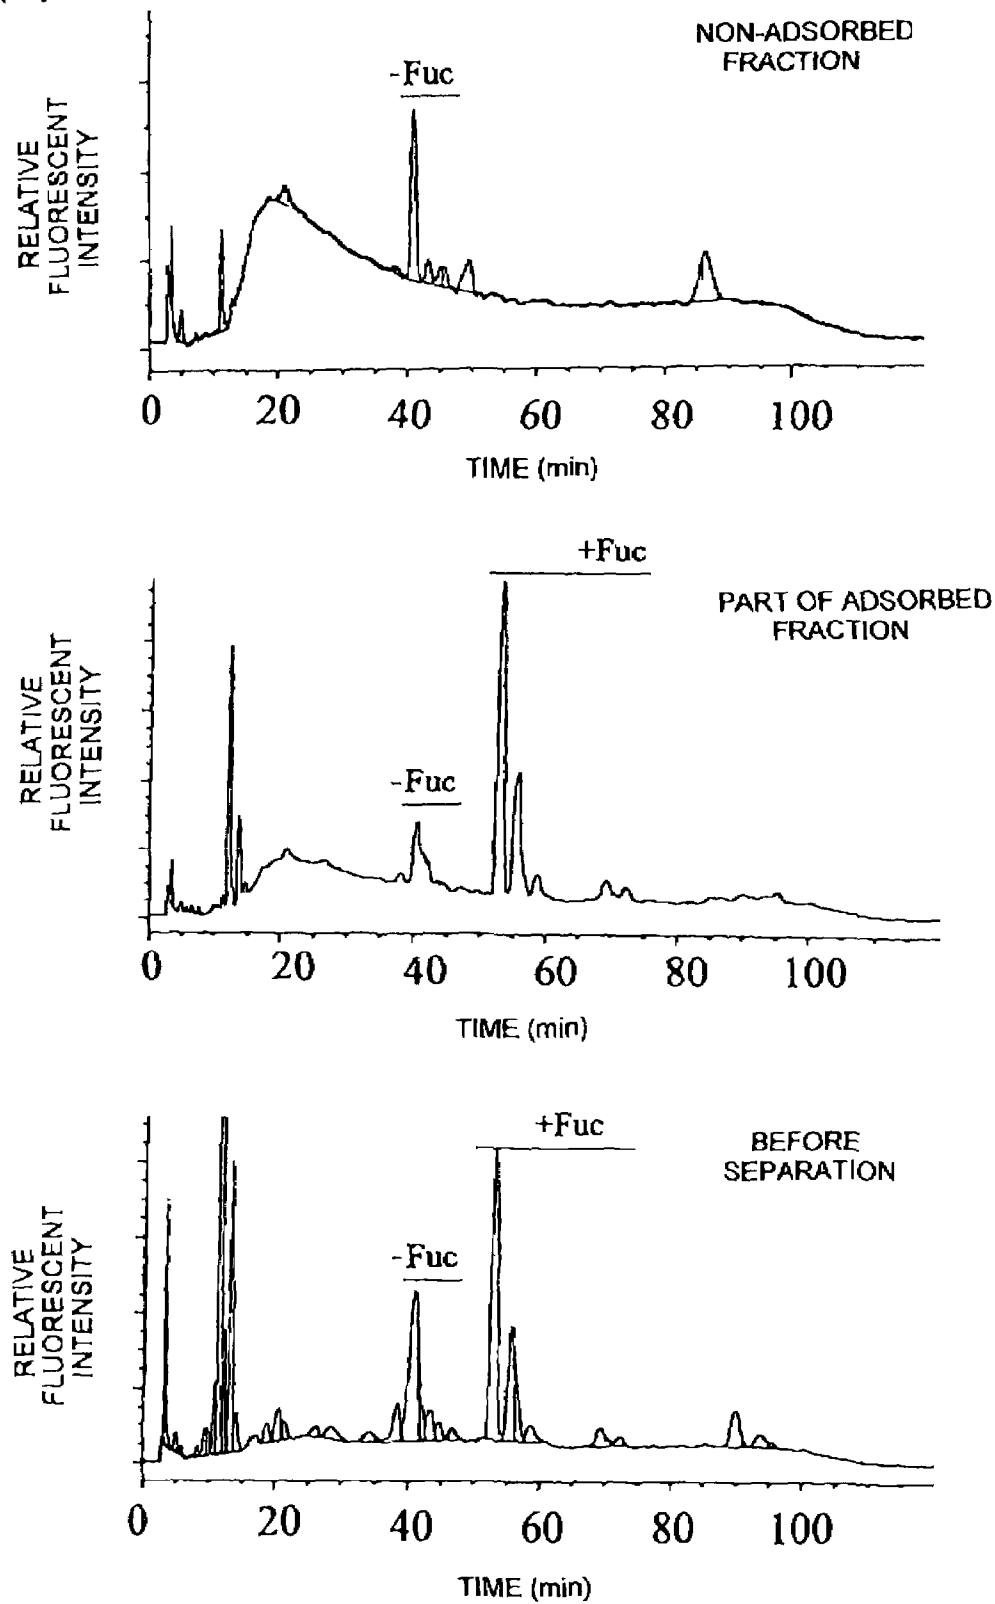 NON-ADSORBED
FRACTION
-Fuc
RELATIVE
FLUORESCENT
INTENSITY
0 20 40 60 80 100
TIME (min)
+Fuc
PART OF ADSORBED
FRACTION
-Fuc
RELATIVE
FLUORESCENT
INTENSITY
0 20 40 60 80 100
TIME (min)
+Fuc
BEFORE
SEPARATION
-Fuc
RELATIVE
FLUORESCENT
INTENSITY
0 20 40 60 80 100
TIME (min)